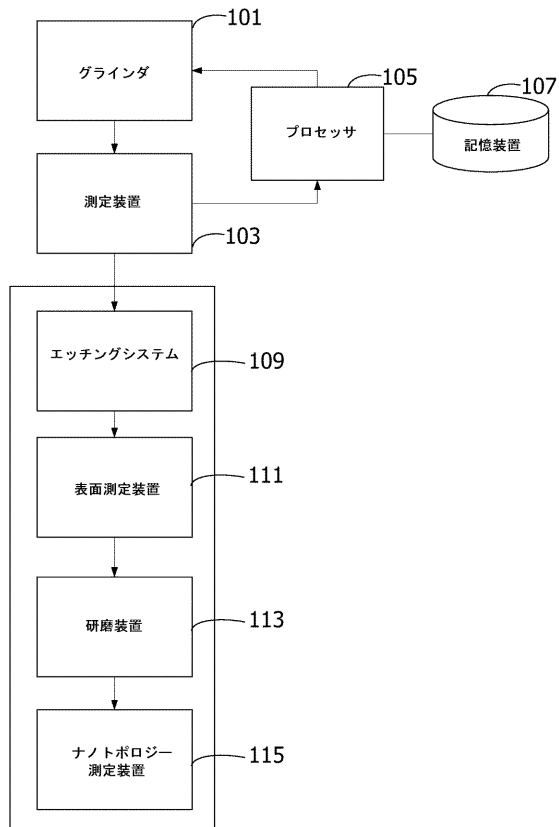 101
グラインダ
105
107
プロセッサ
記憶装置
測定装置
103
エッチングシステム
109
表面測定装置
111
研磨装置
113
ナノトポロジー
測定装置
115